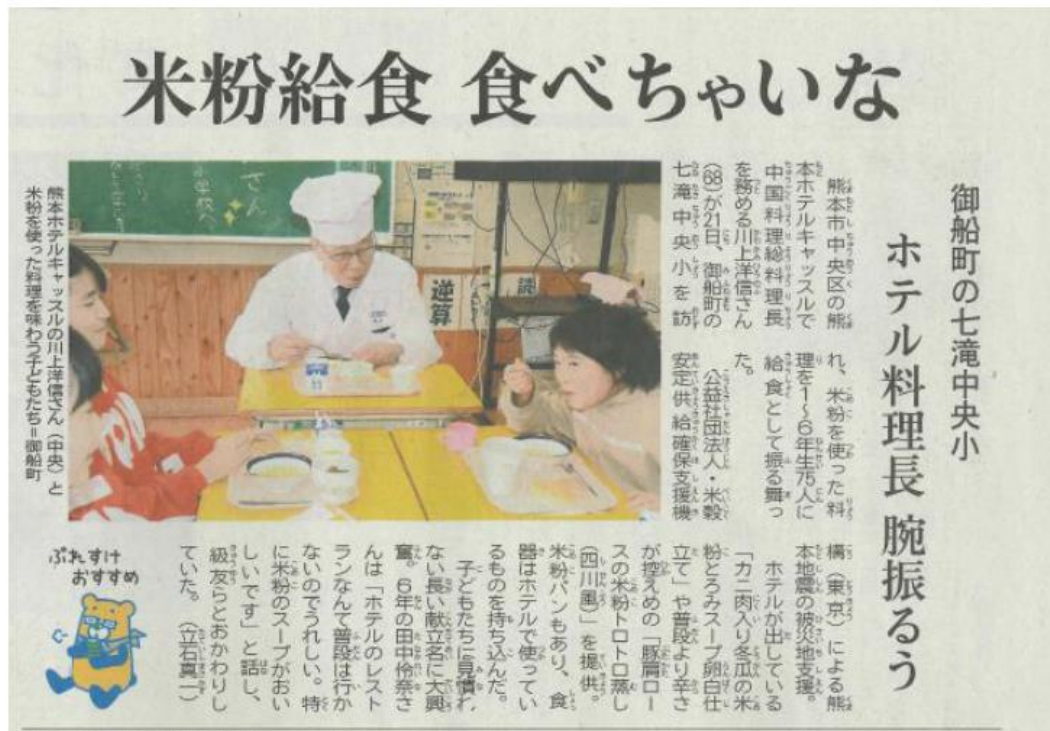 米粉給食 食べちゃいな
御船町の七滝中央小
ホテル料理長 腕振るう
熊本市中央区の熊
本ホテルキャッスルで
中国料理総料理長
を務める川上洋信さん
(68)が21日、御船町の
七滝中央小を訪
れ、米粉を使った料
理を1~6年生75人に
給食として振る舞っ
た。
公益社団法人・米穀
安定供給確保支援機
構(東京)による熊
本地震の被災地支援。
ホテルが出している
「カニ肉入り冬瓜の米
粉とろみスープ卵白仕
立て」や普段より辛さ
が控えめの「豚肩ロー
スの米粉トロトロ蒸し
(四川風)」を提供。
米粉パンもあり、食
器はホテルで使ってい
るものを持ち込んだ。
子どもたちは見慣れ
ない長い献立名に大興
奮。6年の田中伶奈さ
んは「ホテルのレスト
ランなんて普段は行か
ないのでうれしい。特
に米粉のスープがおい
しいです」と話し、
級友らとおかわりし
ていた。(立石真一)
熊本ホテルキャッスルの川上洋信さん(中央)と
米粉を使った料理を味わう子どもたち=御船町
さん
逆算
ぷれすけ
おすすめ